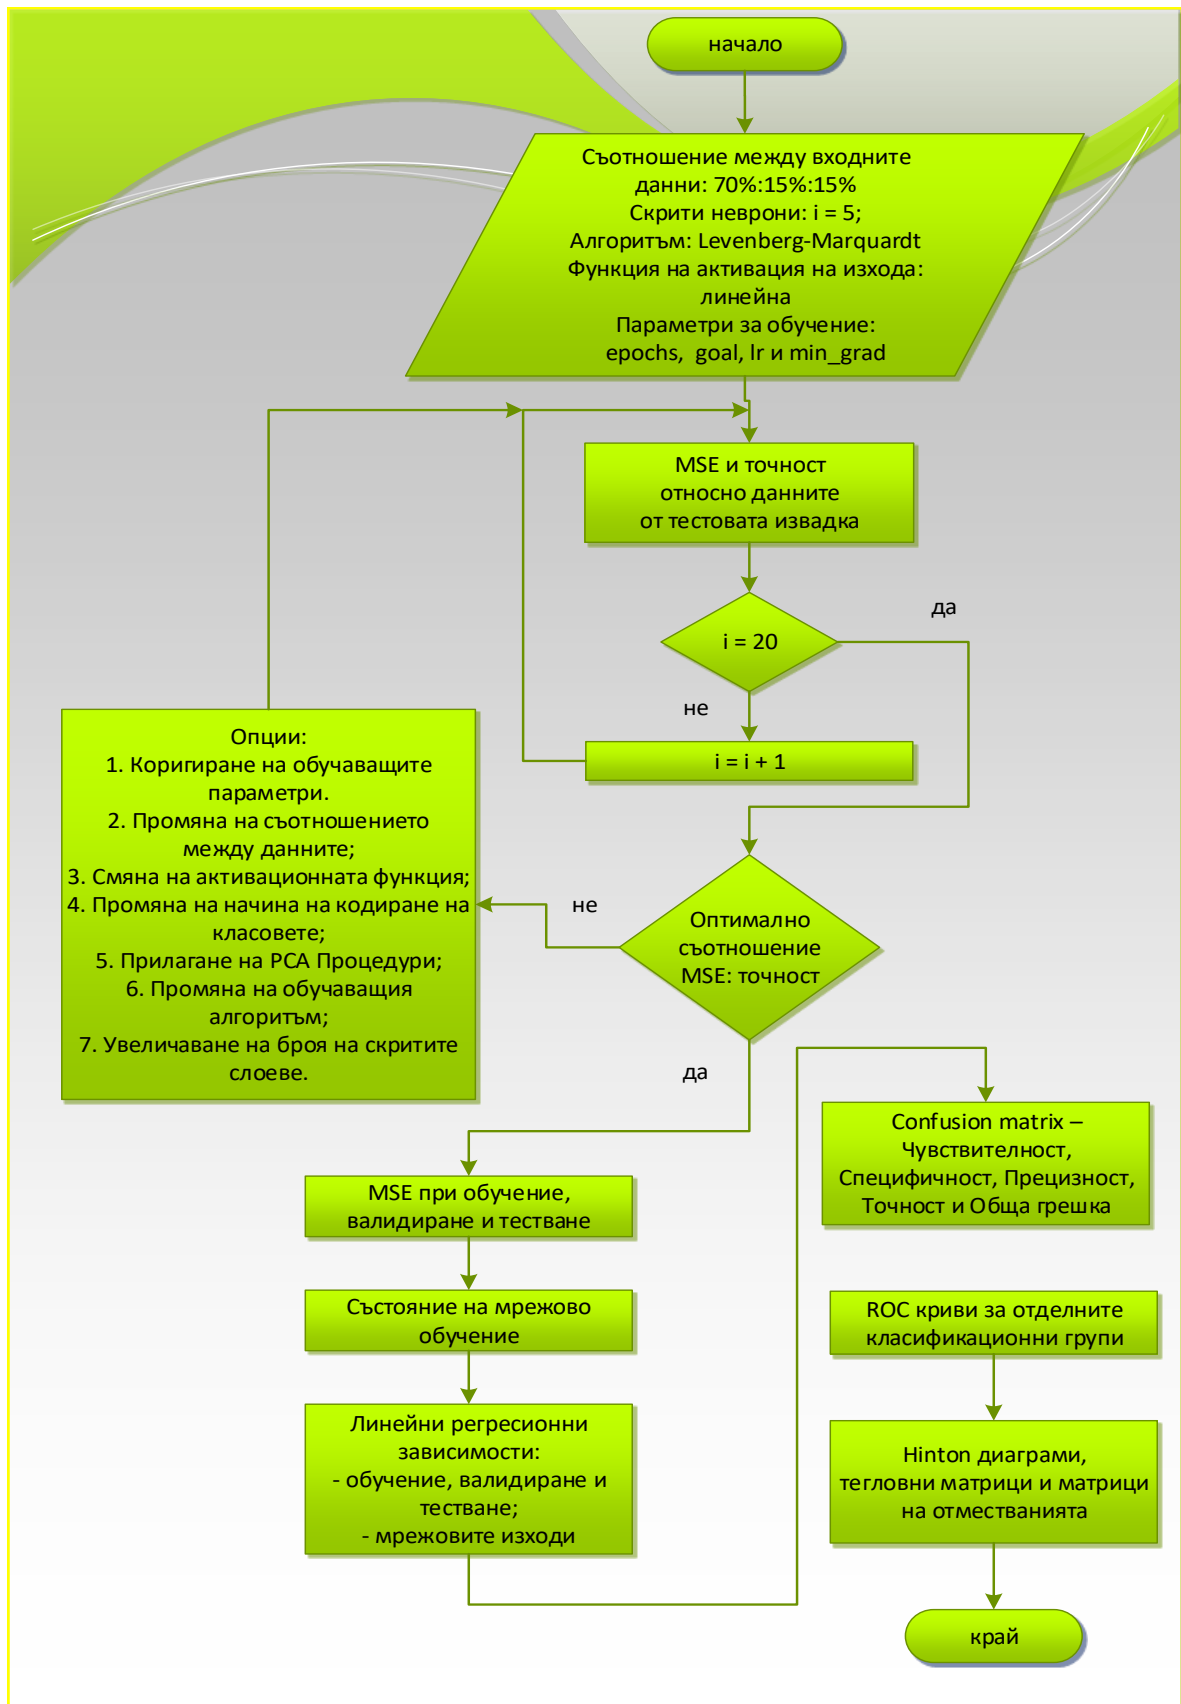 начало
Съотношение между входните
данни: 70%:15%:15%
Скрити неврони: i = 5;
Алгоритъм: Levenberg-Marquardt
Функция на активация на изхода:
линейна
Параметри за обучение:
epochs, goal, lr и min_grad
MSE и точност
относно данните
от тестовата извадка
i = 20
да
не
i = i + 1
Опции:
1. Коригиране на обучаващите
параметри.
2. Промяна на съотношението
между данните;
3. Смяна на активационната функция;
4. Промяна на начина на кодиране на
класовете;
5. Прилагане на PCA Процедури;
6. Промяна на обучаващия
алгоритъм;
7. Увеличаване на броя на скритите
слоеве.
не
Оптимално
съотношение
MSE: точност
да
MSE при обучение,
валидиране и тестване
Състояние на мрежово
обучение
Линейни регресионни
зависимости:
- обучение, валидиране и
тестване;
- мрежовите изходи
Confusion matrix –
Чувствителност,
Специфичност, Прецизност,
Точност и Обща грешка
ROC криви за отделните
класификационни групи
Hinton диаграми,
тегловни матрици и матрици
на отместванията
край